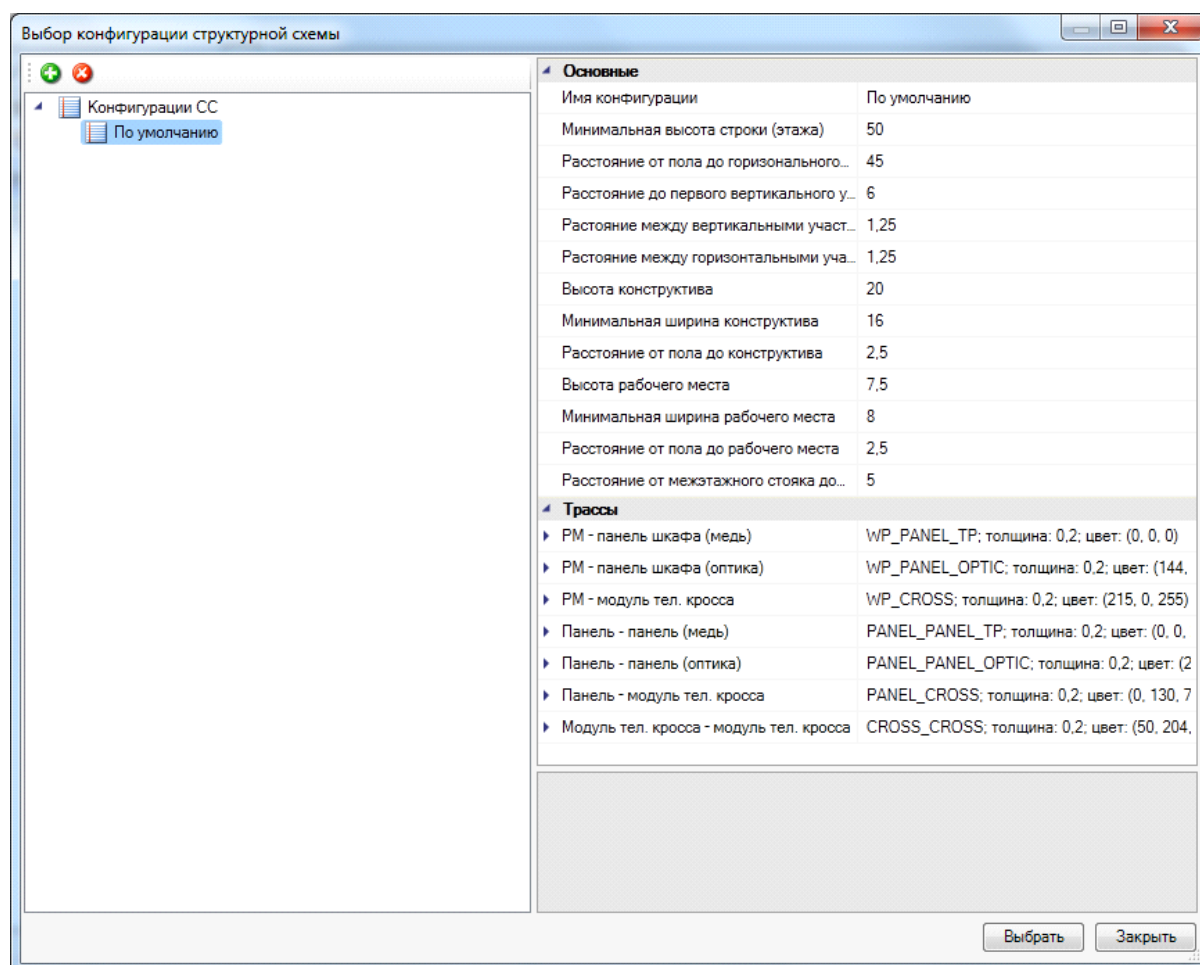 Выбор конфигурации структурной схемы
Конфигурации СС
По умолчанию
Основные
Имя конфигурации По умолчанию
Минимальная высота строки (этажа) 50
Расстояние от пола до горизонального... 45
Расстояние до первого вертикального у... 6
Растояние между вертикальными участ... 1,25
Растояние между горизонтальными уча... 1,25
Высота конструктива 20
Минимальная ширина конструктива 16
Расстояние от пола до конструктива 2,5
Высота рабочего места 7,5
Минимальная ширина рабочего места 8
Расстояние от пола до рабочего места 2,5
Расстояние от межэтажного стояка до... 5
Трассы
РМ - панель шкафа (медь) WP_PANEL_TP; толщина: 0,2; цвет: (0, 0, 0)
РМ - панель шкафа (оптика) WP_PANEL_OPTIC; толщина: 0,2; цвет: (144,
РМ - модуль тел. кросса WP_CROSS; толщина: 0,2; цвет: (215, 0, 255)
Панель - панель (медь) PANEL_PANEL_TP; толщина: 0,2; цвет: (0, 0,
Панель - панель (оптика) PANEL_PANEL_OPTIC; толщина: 0,2; цвет: (2
Панель - модуль тел. кросса PANEL_CROSS; толщина: 0,2; цвет: (0, 130, 7
Модуль тел. кросса - модуль тел. кросса CROSS_CROSS; толщина: 0,2; цвет: (50, 204,
Выбрать Закрыть